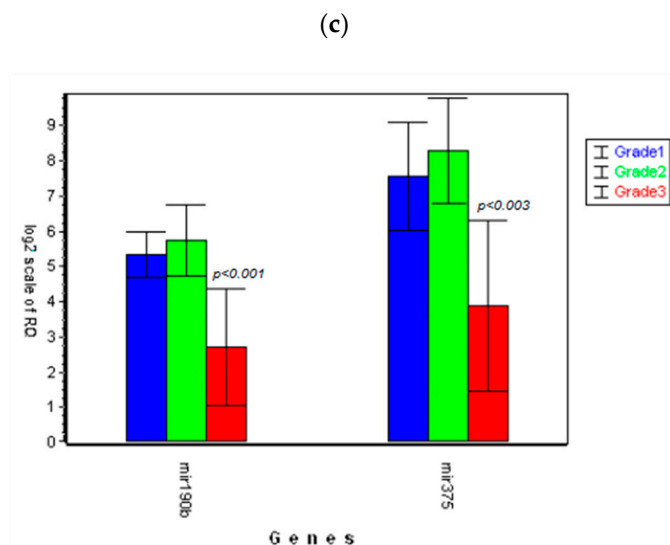 (c)
9
8
7
6
5
4
3
2
1
0
log2 scale of RQ
p<0.001
p<0.003
mir190b
mir375
Genes
Grade1
Grade2
Grade3